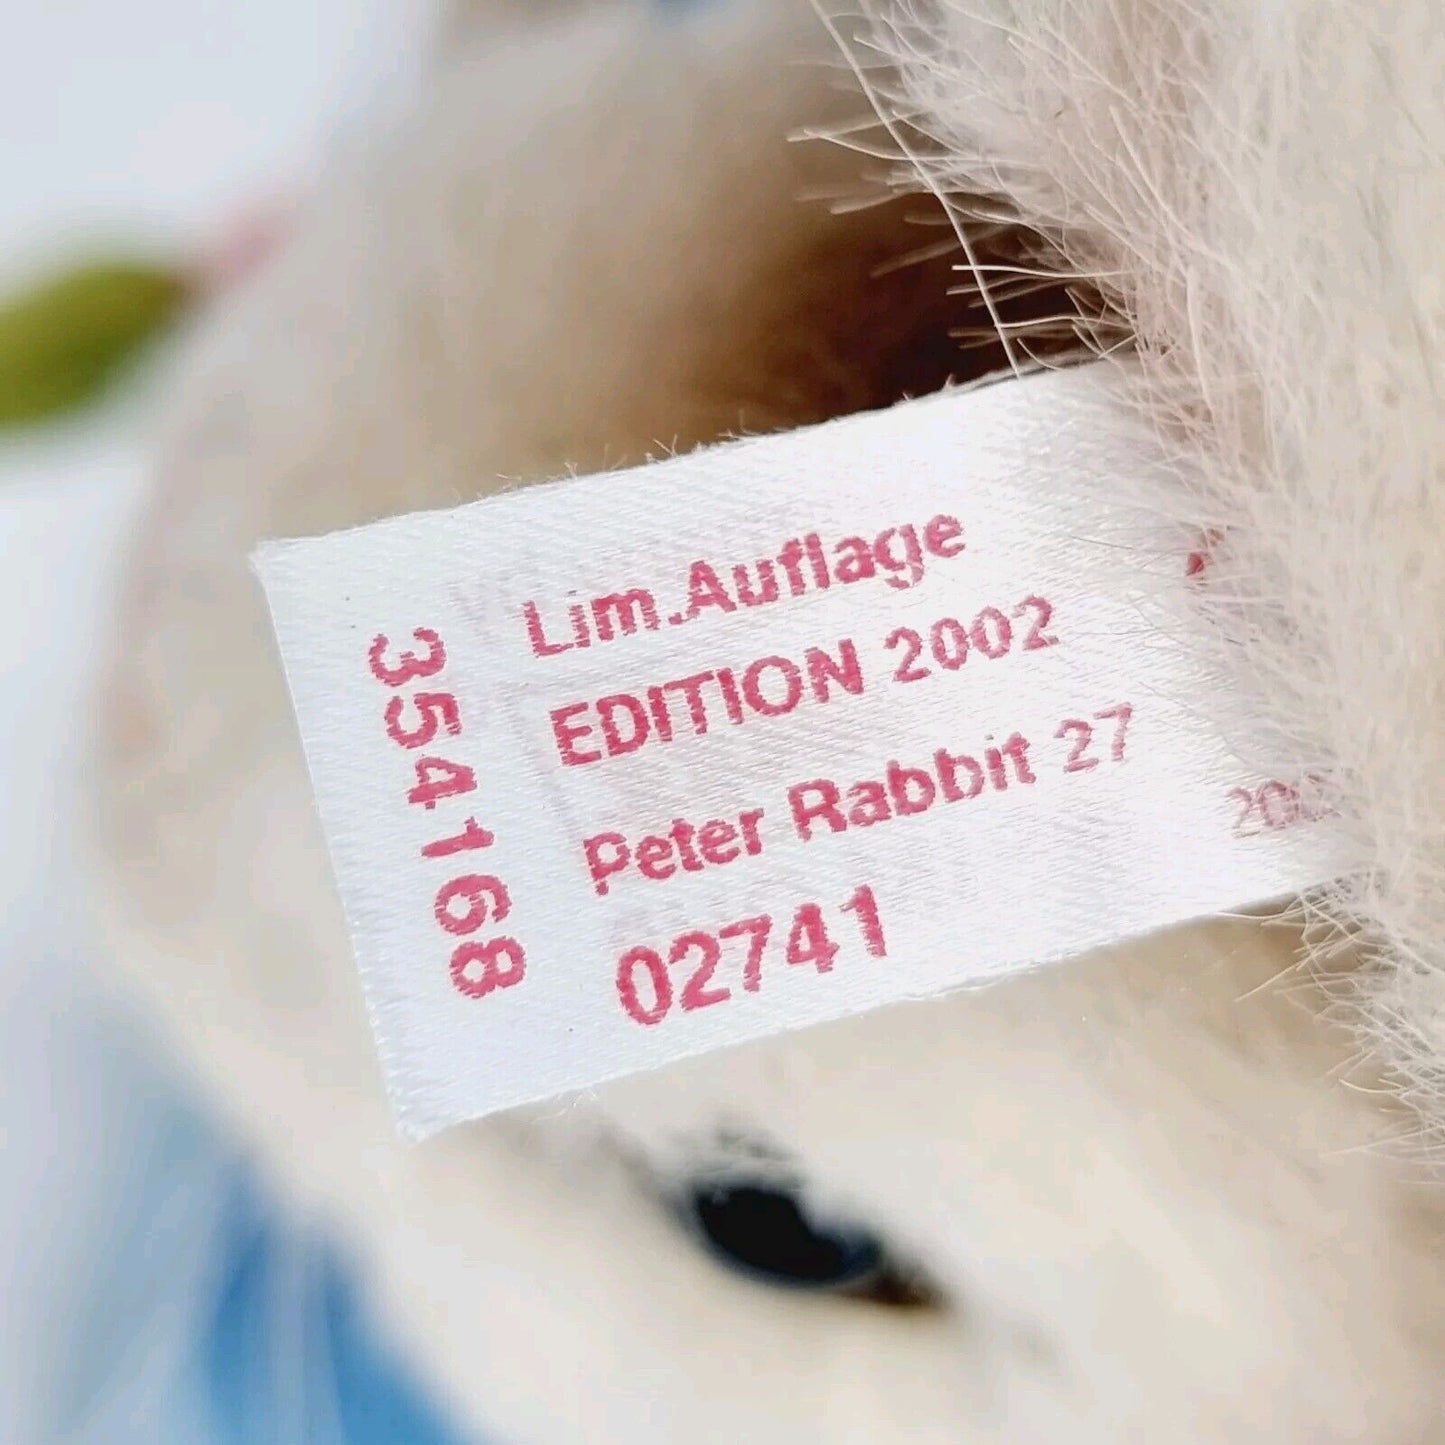 354168
Lim.Auflage
EDITION 2002
Peter Rabbit 27
02741